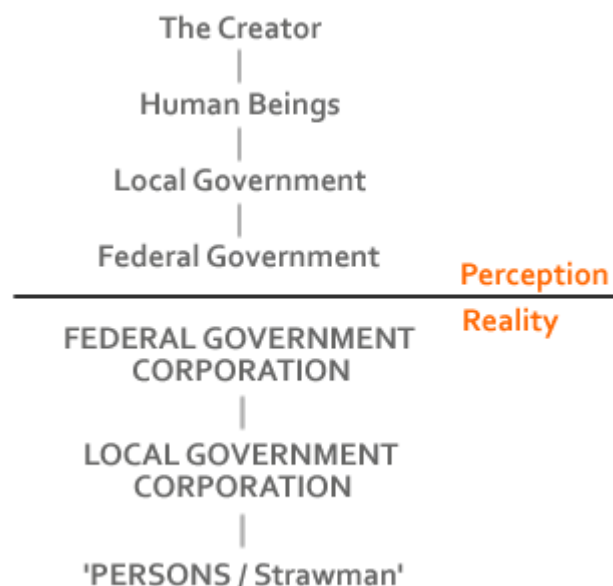 The Creator
Human Beings
Local Government
Federal Government
Perception
Reality
FEDERAL GOVERNMENT
CORPORATION
LOCAL GOVERNMENT
CORPORATION
'PERSONS / Strawman'